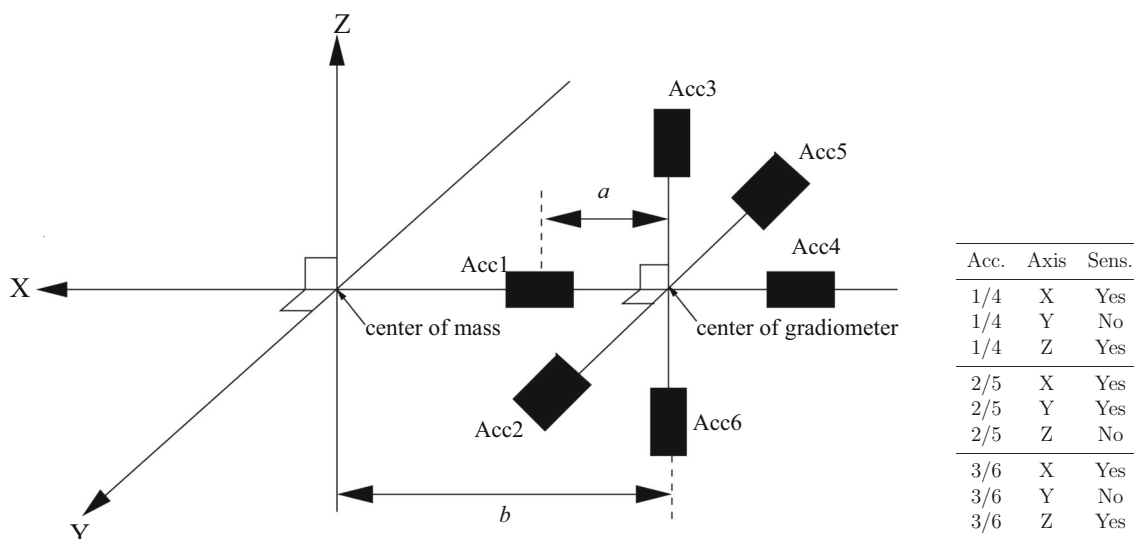 Z
Acc3
Acc5
a
Acc1
Acc4
X
center of mass
center of gradiometer
Acc2
Acc6
b
Y
Acc. Axis Sens.
1/4 X Yes
1/4 Y No
1/4 Z Yes
2/5 X Yes
2/5 Y Yes
2/5 Z No
3/6 X Yes
3/6 Y No
3/6 Z Yes